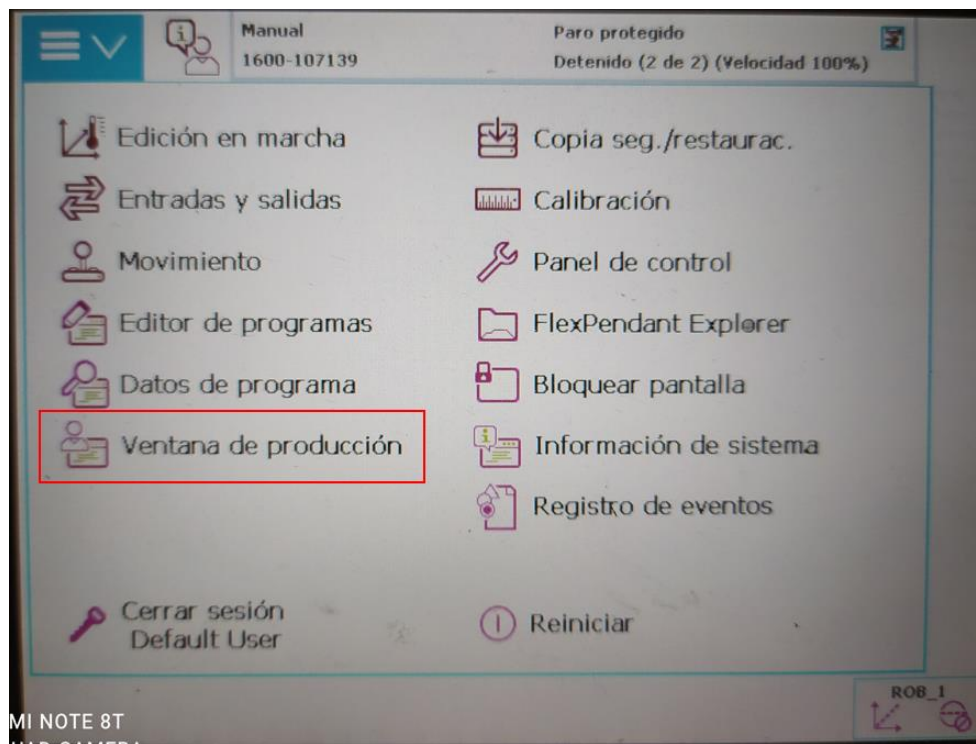 Manual
1600-107139
Paro protegido
Detenido (2 de 2) (Velocidad 100%)
Edición en marcha
Entradas y salidas
Movimiento
Editor de programas
Datos de programa
Ventana de producción
Copia seg./restaurac.
Calibración
Panel de control
FlexPendant Explorer
Bloquear pantalla
Información de sistema
Registro de eventos
Cerrar sesión
Default User
Reiniciar
ROB_1
MI NOTE 8T